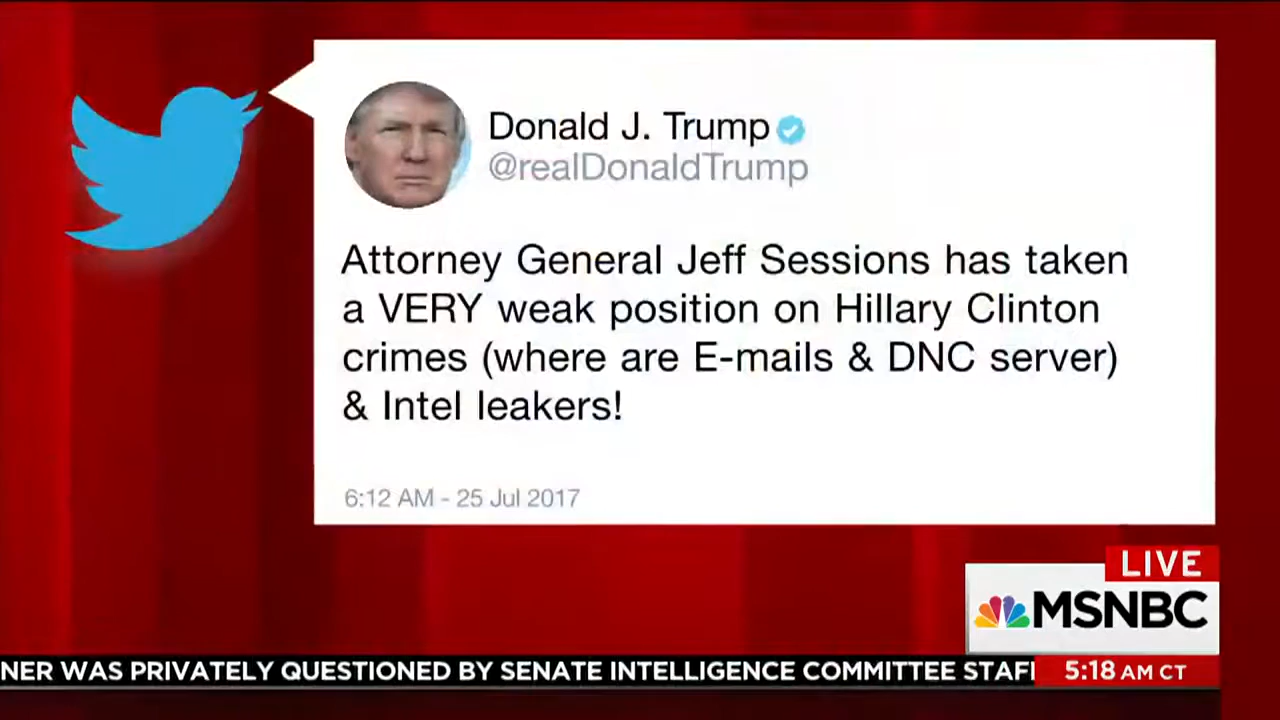 Donald J. Trump
@realDonaldTrump
Attorney General Jeff Sessions has taken
a VERY weak position on Hillary Clinton
crimes (where are E-mails & DNC server)
& Intel leakers!
6:12 AM - 25 Jul 2017
LIVE
MSNBC
NER WAS PRIVATELY QUESTIONED BY SENATE INTELLIGENCE COMMITTEE STAF
5:18 AM CT